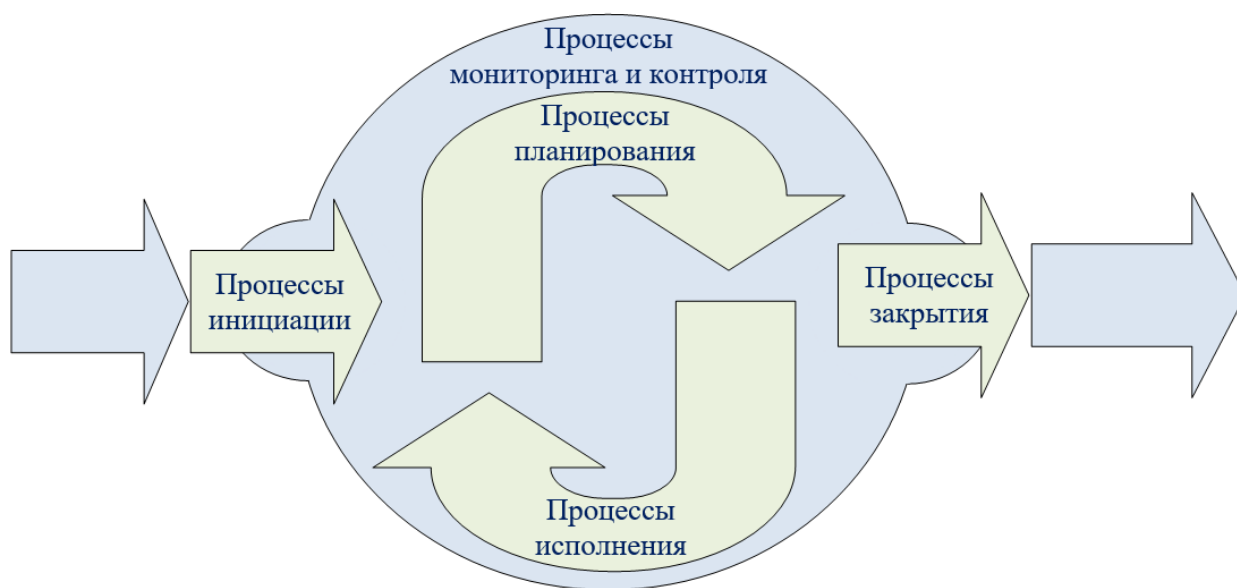 Процессы
мониторинга и контроля
Процессы
планирования
Процессы
инициации
Процессы
закрытия
Процессы
исполнения